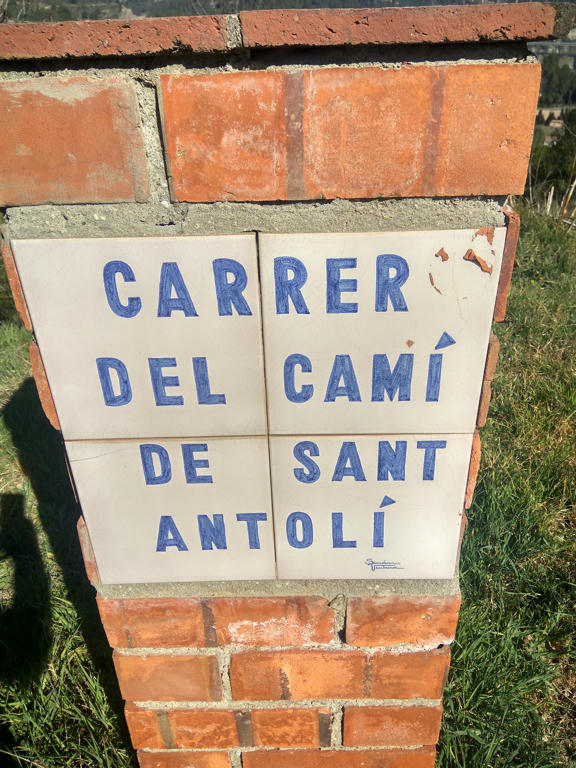 CARRER
DEL CAMÍ
DE SANT
ANTOLÍ